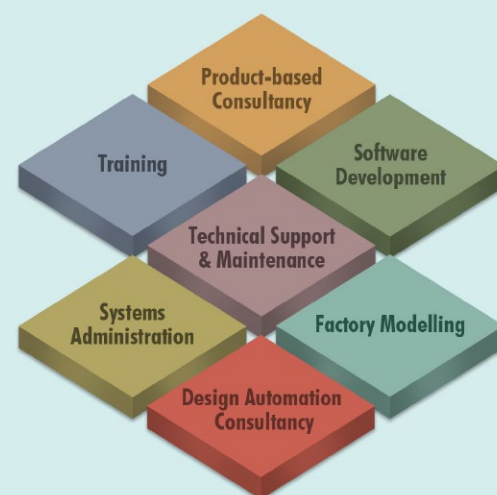 Product-based
Consultancy
Training
Software
Development
Technical Support
& Maintenance
Systems
Administration
Factory Modelling
Design Automation
Consultancy